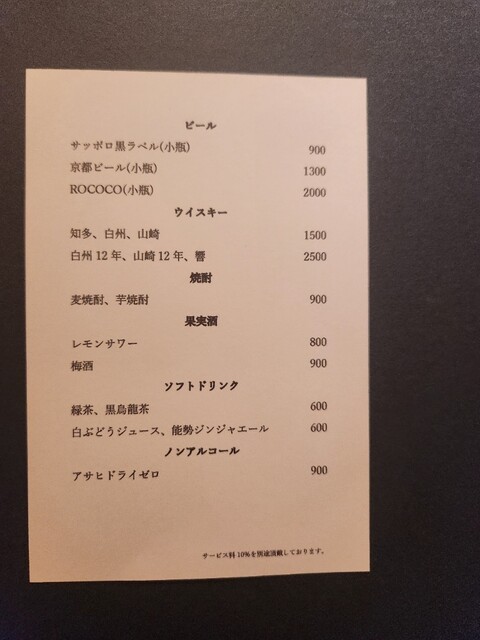 ビール
サッポロ黒ラベル(小瓶) 900
京都ビール(小瓶) 1300
ROCOCO(小瓶) 2000
ウイスキー
知多、白州、山崎 1500
白州 12 年、山崎 12 年、響 2500
焼酎
麦焼酎、芋焼酎 900
果実酒
レモンサワー 800
梅酒 900
ソフトドリンク
緑茶、黒烏龍茶 600
白ぶどうジュース、能勢ジンジャエール 600
ノンアルコール
アサヒドライゼロ 900
サービス料 10%を別途頂戴しております。